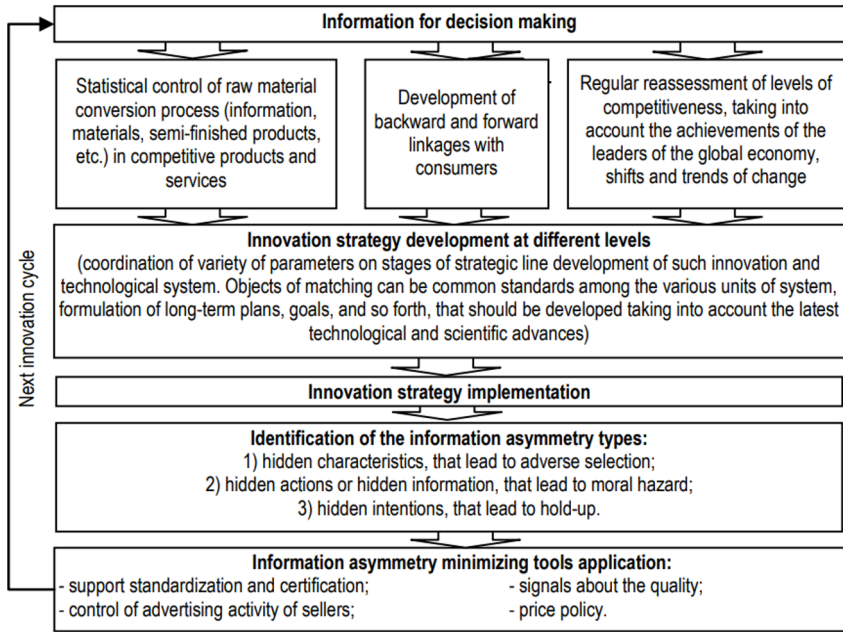 Information for decision making
Statistical control of raw material
conversion process (information,
materials, semi-finished products,
etc.) in competitive products and
services
Development of
backward and forward
linkages with
consumers
Regular reassessment of levels of
competitiveness, taking into
account the achievements of the
leaders of the global economy,
shifts and trends of change
Innovation strategy development at different levels
(coordination of variety of parameters on stages of strategic line development of such innovation and
technological system. Objects of matching can be common standards among the various units of system,
formulation of long-term plans, goals, and so forth, that should be developed taking into account the latest
technological and scientific advances)
Innovation strategy implementation
Identification of the information asymmetry types:
1) hidden characteristics, that lead to adverse selection;
2) hidden actions or hidden information, that lead to moral hazard;
3) hidden intentions, that lead to hold-up.
Information asymmetry minimizing tools application:
- support standardization and certification;
- control of advertising activity of sellers;
- signals about the quality;
- price policy.
Next innovation cycle